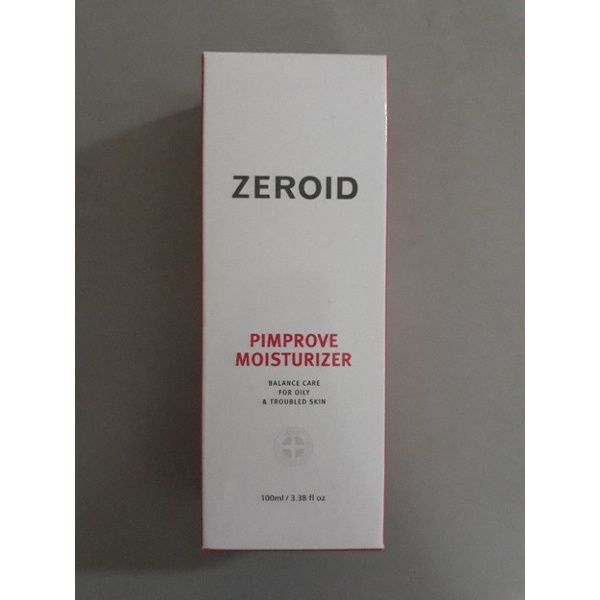 ZEROID
PIMPROVE
MOISTURIZER
BALANCE CARE
FOR OILY
& TROUBLED SKIN
100ml / 3.38 fl oz